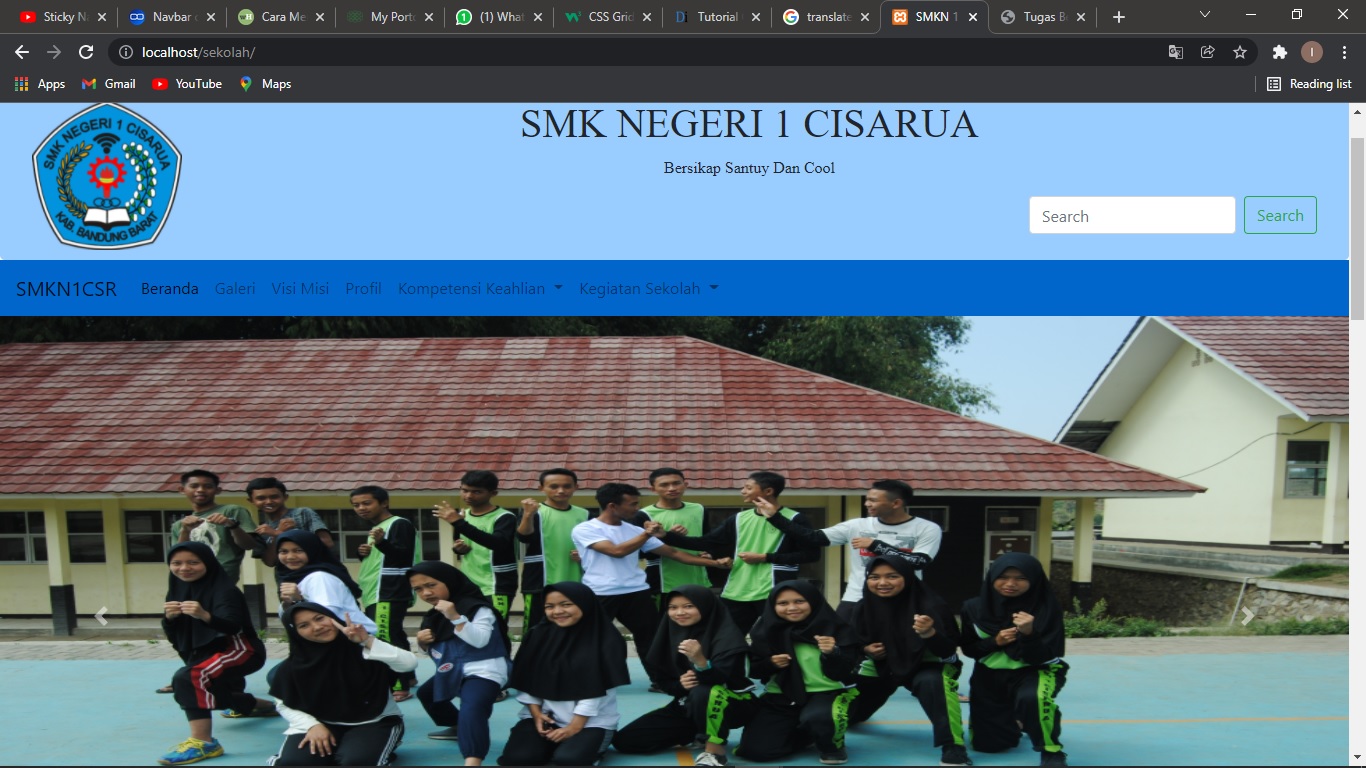 Sticky Na
Navbar
Cara Me
My Porto
(1) What
CSS Grid
Tutorial
translate
SMKN 1
Tugas B
localhost/sekolah/
Apps
Gmail
YouTube
Maps
Reading list
SMK NEGERI 1 CISARUA
KAB. BANDUNG BARAT
SMK NEGERI 1 CISARUA
Bersikap Santuy Dan Cool
Search
Search
SMKN1CSR
Beranda
Galeri
Visi Misi
Profil
Kompetensi Keahlian
Kegiatan Sekolah